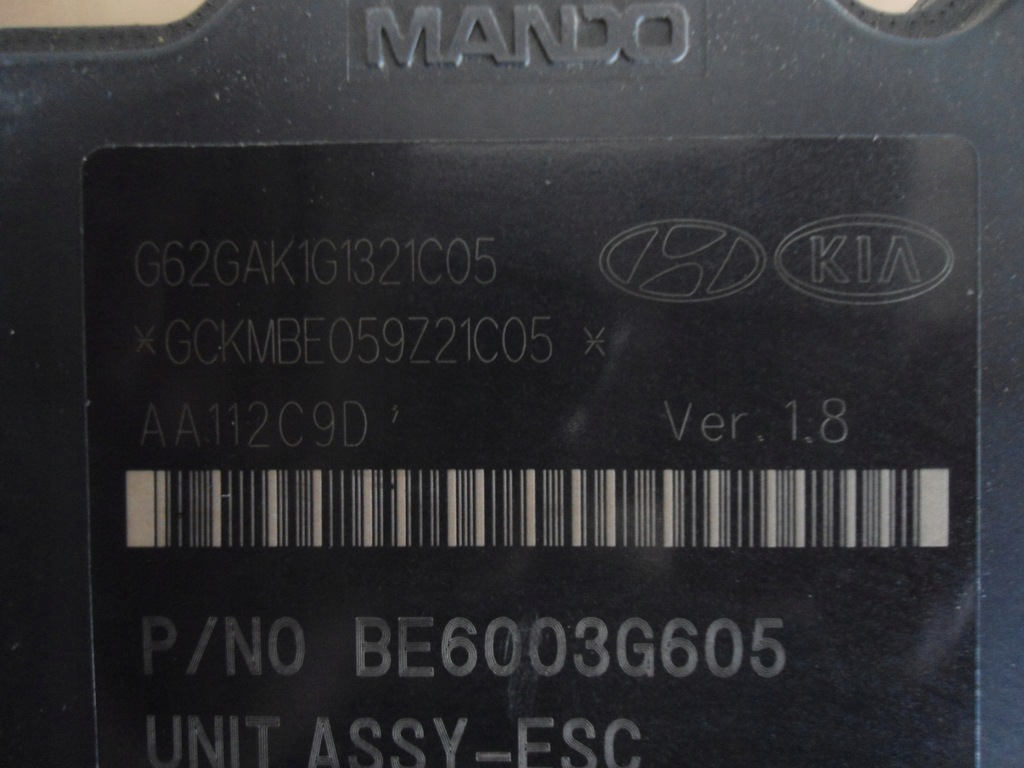 MANDO
G62GAK1G1321C05
KIA
*GCKMBE059Z21C05 *
AA112C9D
Ver. 1.8
P/NO BE6003G605
UNIT ASSY-ESC